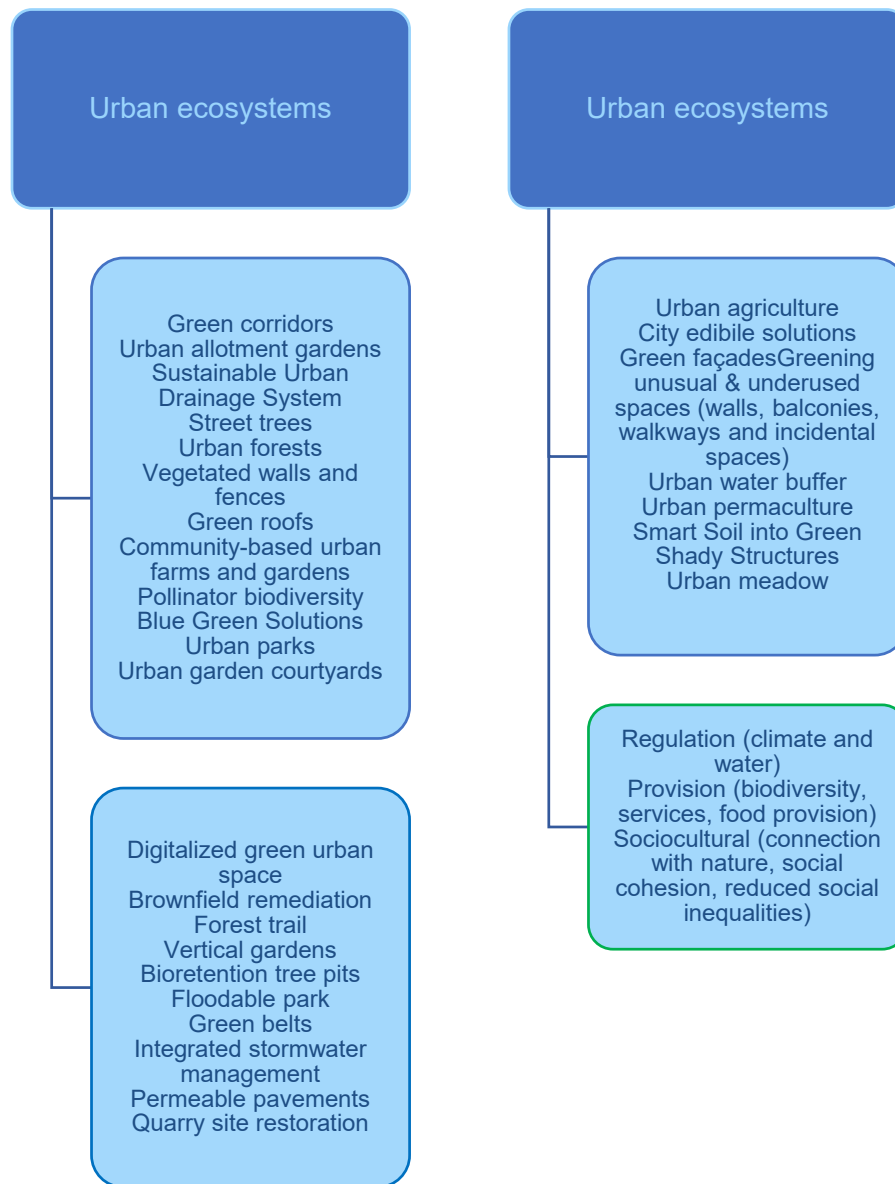 Urban ecosystems
Green corridors
Urban allotment gardens
Sustainable Urban
Drainage System
Street trees
Urban forests
Vegetated walls and
fences
Green roofs
Community-based urban
farms and gardens
Pollinator biodiversity
Blue Green Solutions
Urban parks
Urban garden courtyards
Digitalized green urban
space
Brownfield remediation
Forest trail
Vertical gardens
Bioretention tree pits
Floodable park
Green belts
Integrated stormwater
management
Permeable pavements
Quarry site restoration
Urban ecosystems
Urban agriculture
City edibile solutions
Green façadesGreening
unusual & underused
spaces (walls, balconies,
walkways and incidental
spaces)
Urban water buffer
Urban permaculture
Smart Soil into Green
Shady Structures
Urban meadow
Regulation (climate and
water)
Provision (biodiversity,
services, food provision)
Sociocultural (connection
with nature, social
cohesion, reduced social
inequalities)